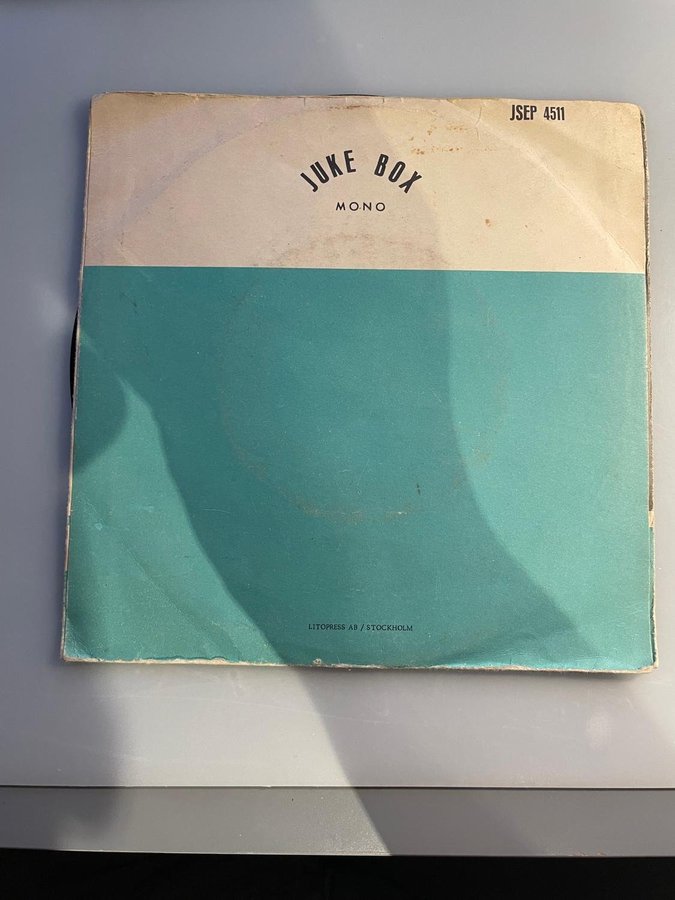 JSEP 4511
JUKE BOX
MONO
LITOPRESS AB / STOCKHOLM